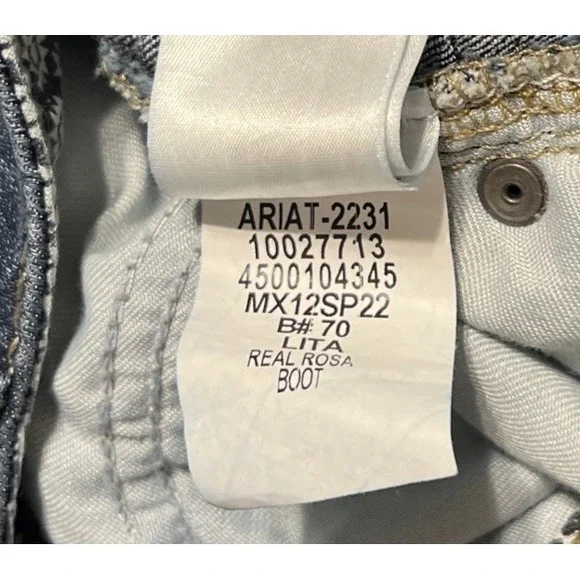 ARIAT-2231
10027713
4500104345
MX12SP22
B# 70
LITA
REAL ROSA
BOOT